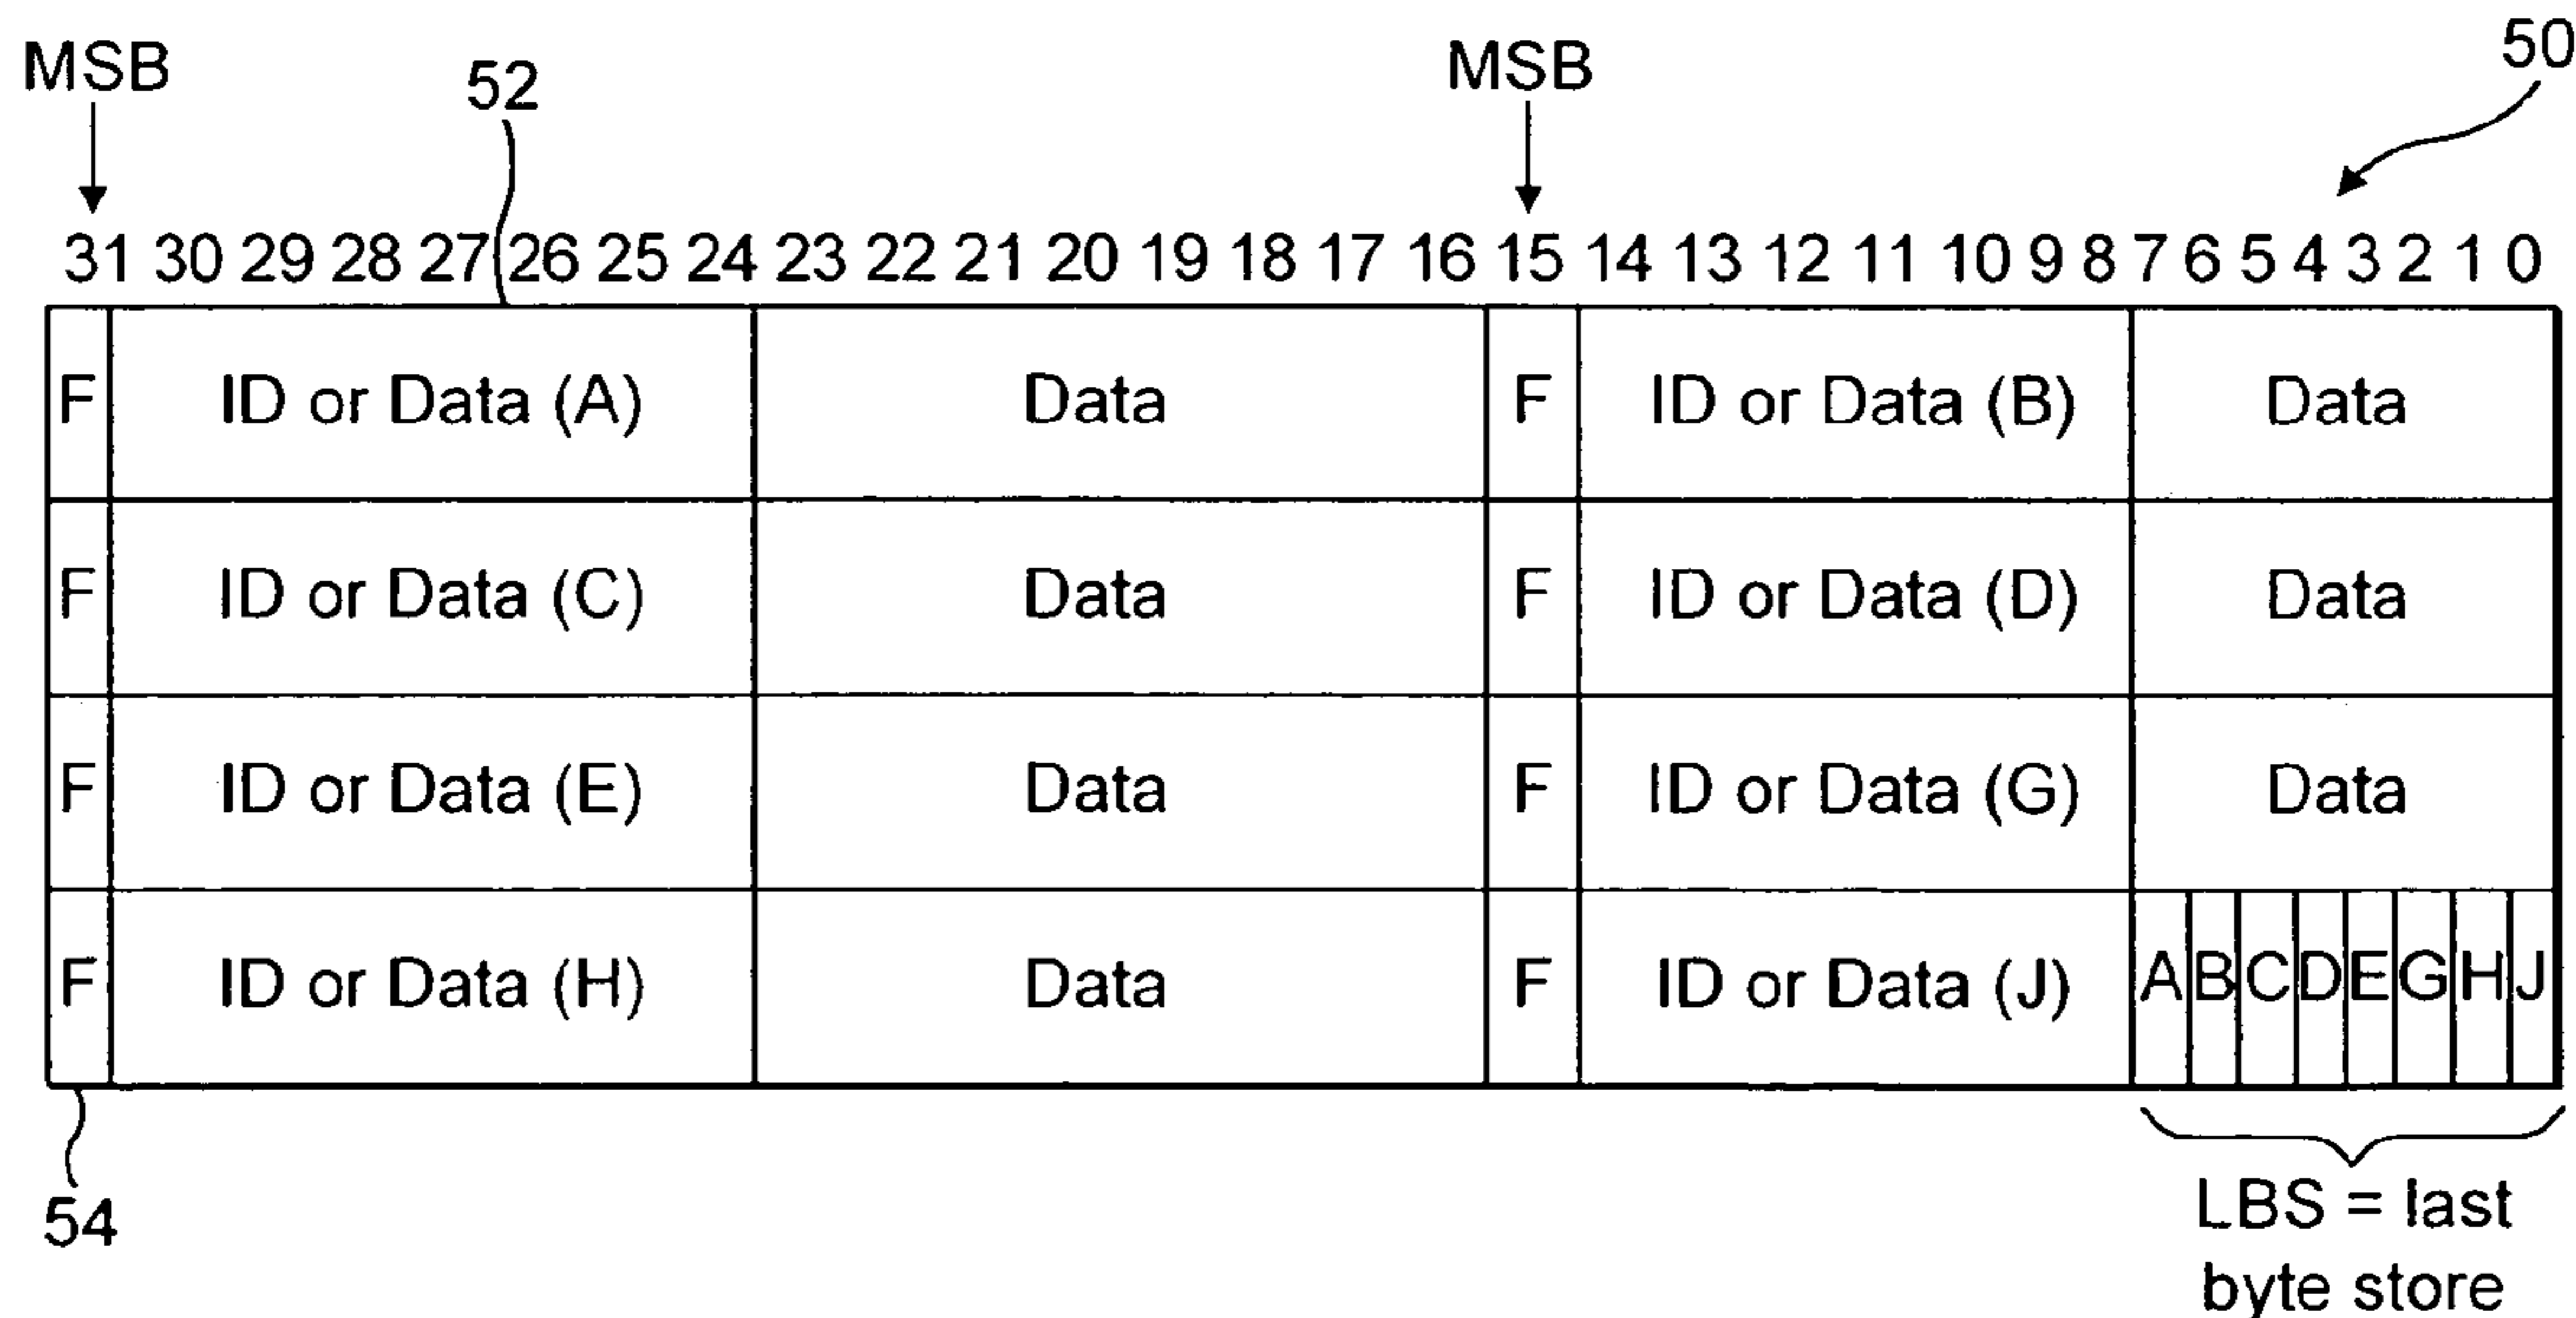 MSB 52 MSB 50
31 30 29 28 27 26 25 24 23 22 21 20 19 18 17 16 15 14 13 12 11 10 9 8 7 6 5 4 3 2 1 0
F ID or Data (A) Data F ID or Data (B) Data
F ID or Data (C) Data F ID or Data (D) Data
F ID or Data (E) Data F ID or Data (G) Data
F ID or Data (H) Data F ID or Data (J) A B C D E G H J
54
LBS = last
byte store